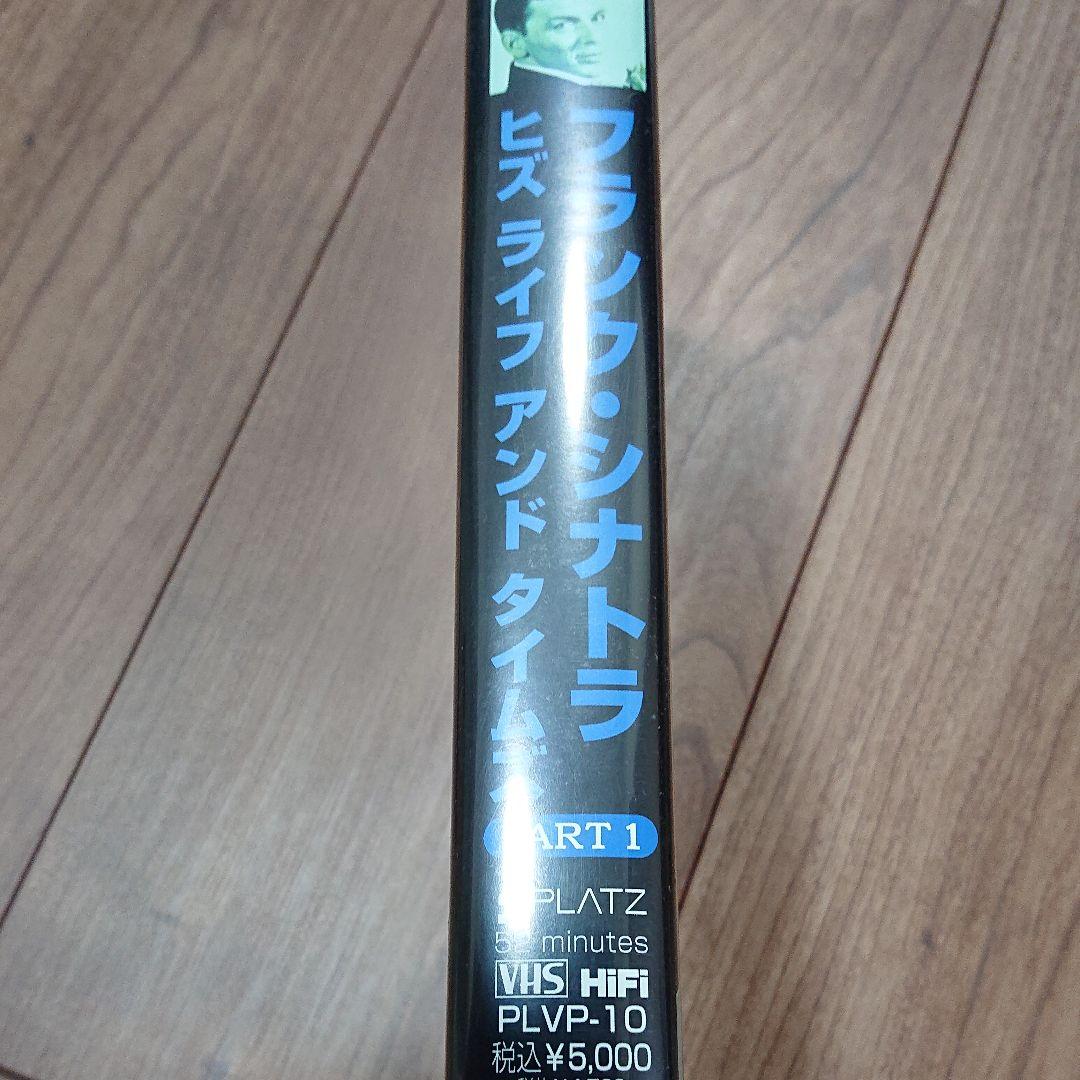 フランク・シナトラ
ヒズ ライフ アンド タイムズ
PART 1
PLATZ
minutes
VHS HiFi
PLVP-10
税込¥5,000